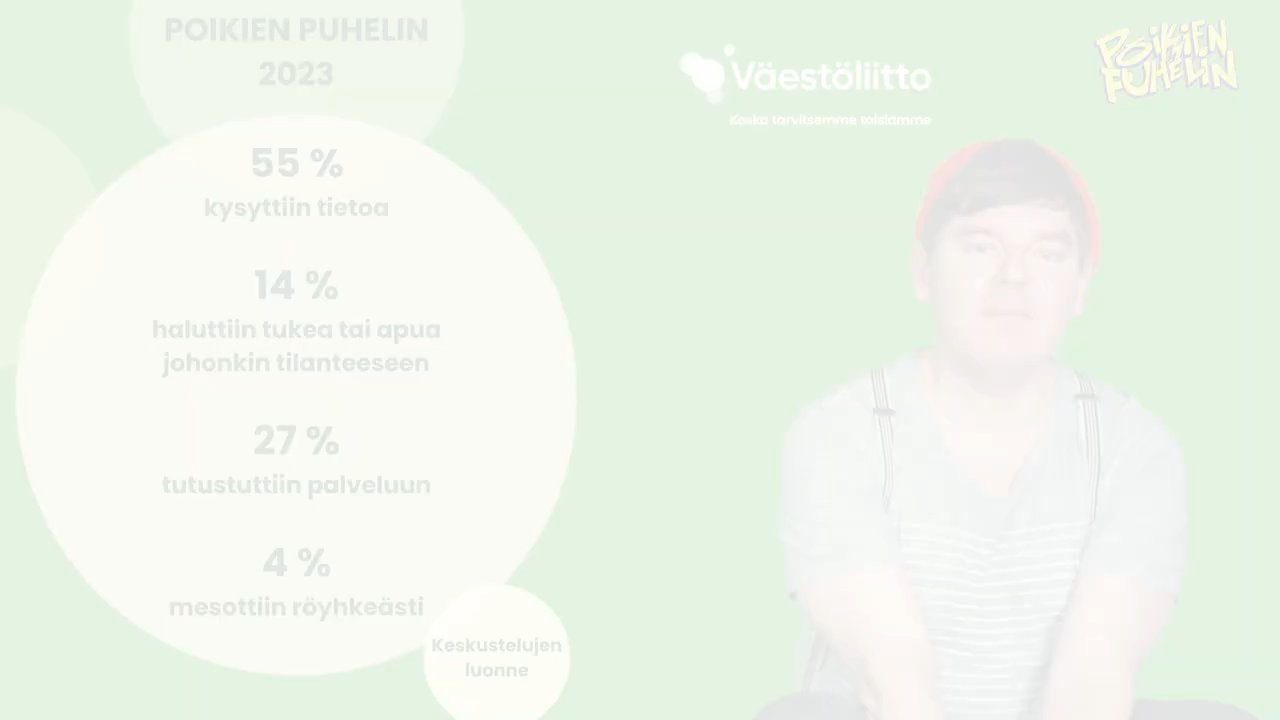 POIKIEN PUHELIN
2023
55 %
kysyttiin tietoa
14 %
haluttiin tukea tai apua
johonkin tilanteeseen
27 %
tutustuttiin palveluun
4 %
mesottiin röyhkeästi
Keskustelujen
luonne
Väestöliitto
Koska tarvitsemme toisiamme
POIKIEN
PUHELIN